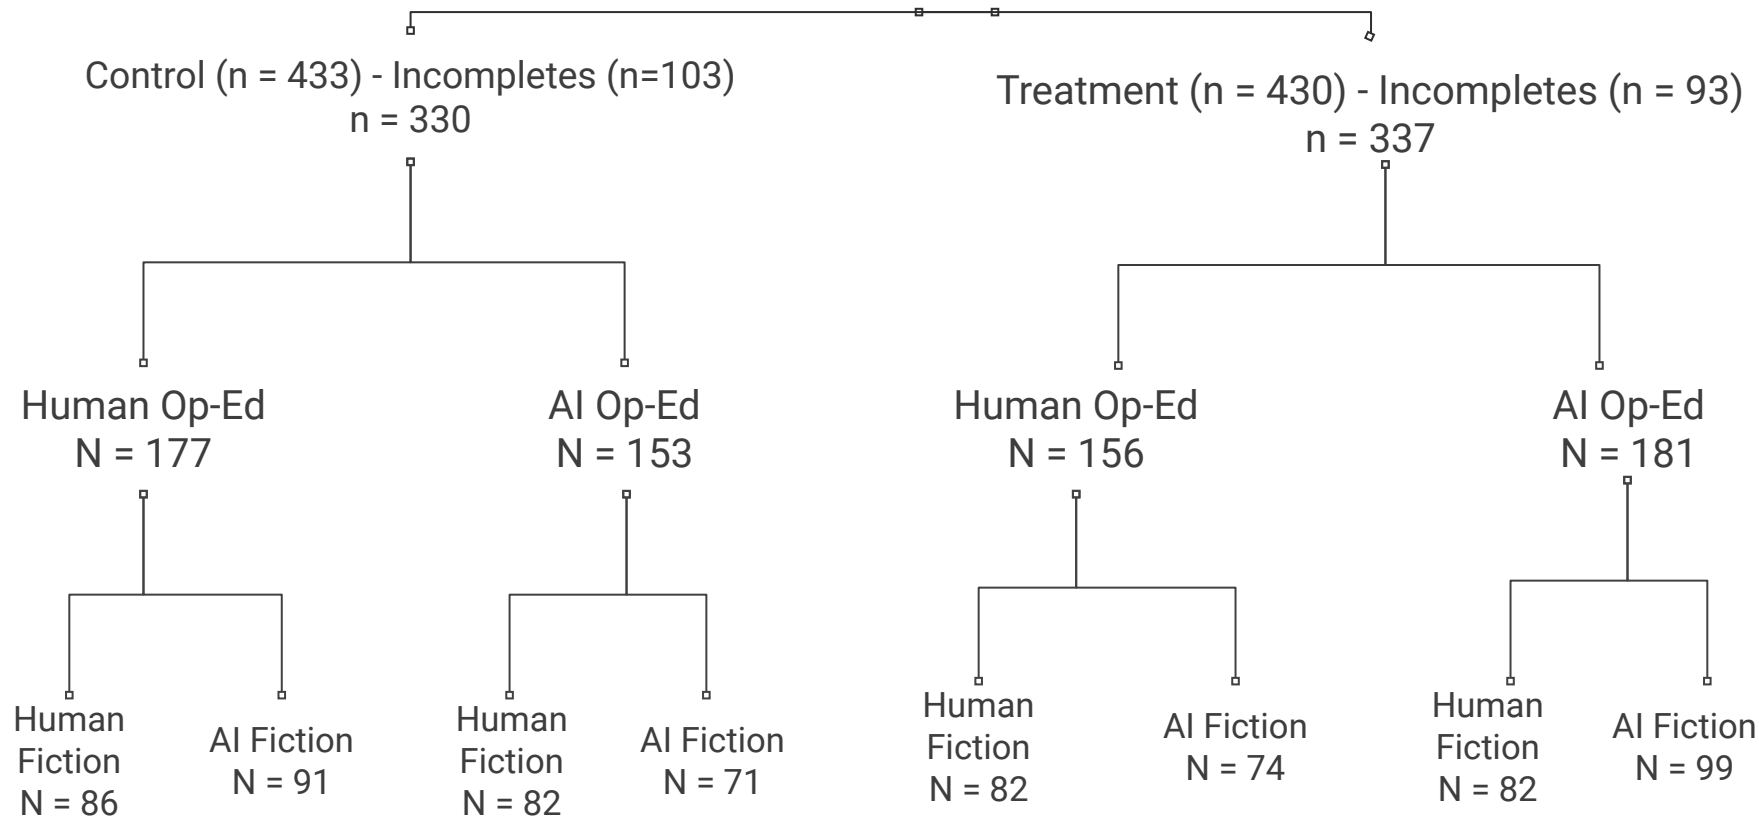 Control (n = 433) - Incompletes (n=103)
n = 330
Treatment (n = 430) - Incompletes (n = 93)
n = 337
Human Op-Ed
N = 177
AI Op-Ed
N = 153
Human Op-Ed
N = 156
AI Op-Ed
N = 181
Human
Fiction
N = 86
AI Fiction
N = 91
Human
Fiction
N = 82
AI Fiction
N = 71
Human
Fiction
N = 82
AI Fiction
N = 74
Human
Fiction
N = 82
AI Fiction
N = 99